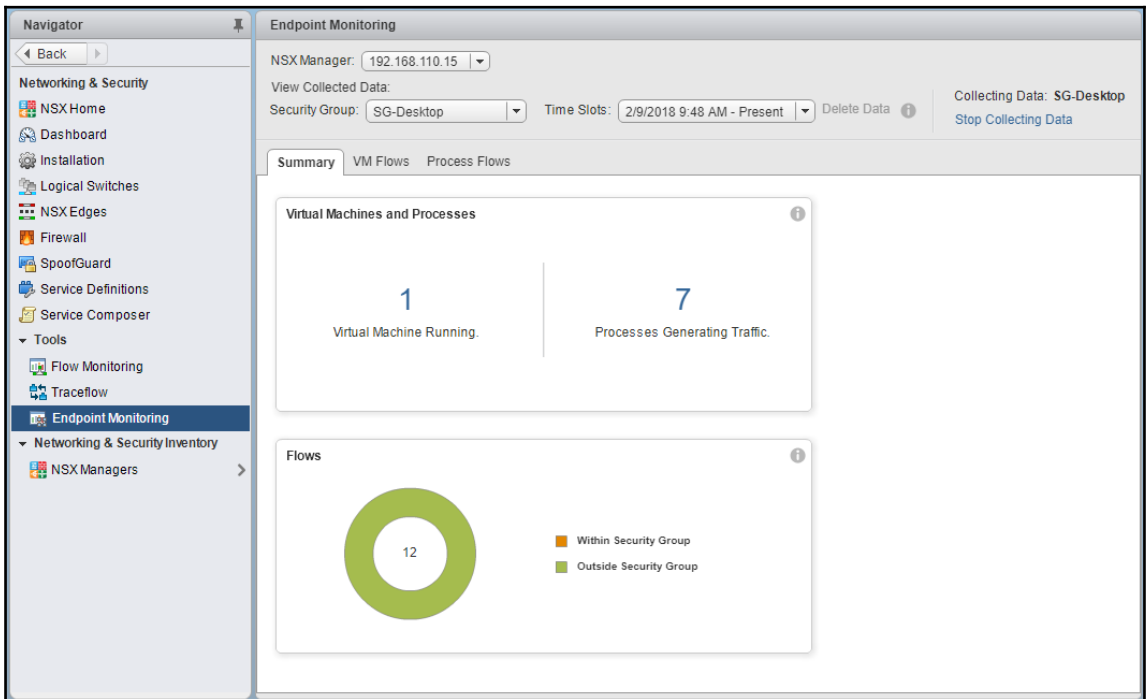 Navigator
Back
Networking & Security
NSX Home
Dashboard
Installation
Logical Switches
NSX Edges
Firewall
SpoofGuard
Service Definitions
Service Composer
Tools
Flow Monitoring
Traceflow
Endpoint Monitoring
Networking & Security Inventory
NSX Managers
Endpoint Monitoring
NSX Manager: 192.168.110.15
View Collected Data:
Security Group: SG-Desktop Time Slots: 2/9/2018 9:48 AM - Present Delete Data
Collecting Data: SG-Desktop
Stop Collecting Data
Summary VM Flows Process Flows
Virtual Machines and Processes
1 7
Virtual Machine Running. Processes Generating Traffic.
Flows
12
Within Security Group
Outside Security Group